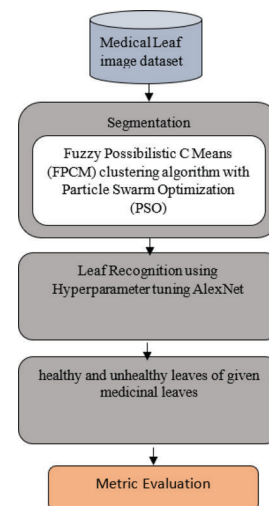 Medical Leaf
image dataset
Segmentation
Fuzzy Possibilistic C Means
(FPCM) clustering algorithm with
Particle Swarm Optimization
(PSO)
Leaf Recognition using
Hyperparameter tuning AlexNet
healthy and unhealthy leaves of given
medicinal leaves
Metric Evaluation